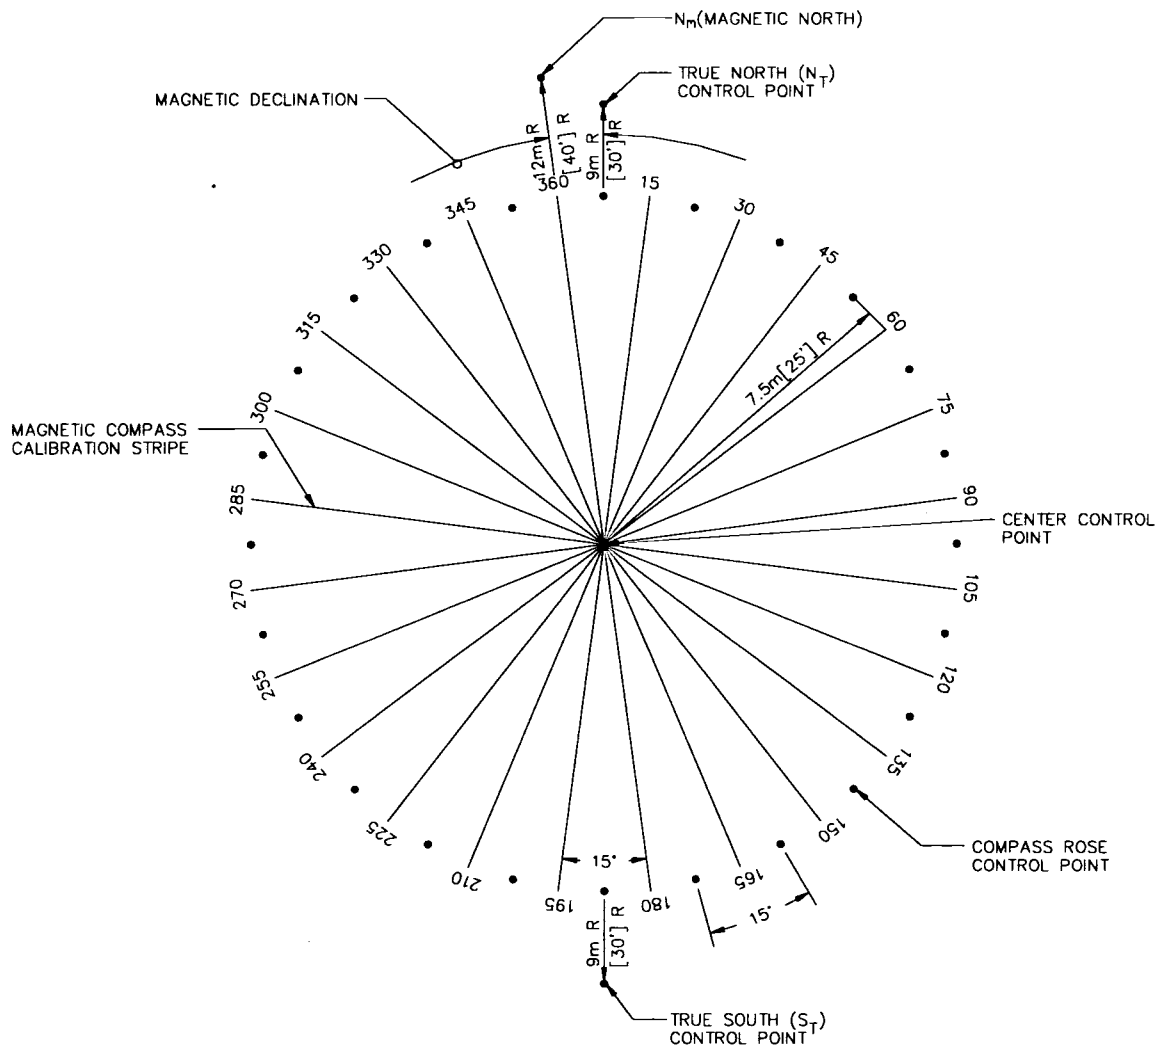 Nm(MAGNETIC NORTH)
TRUE NORTH (NT)
CONTROL POINT
MAGNETIC DECLINATION
12m R
[40'] R
9m R
[30'] R
360
15
30
45
60
75
90
105
120
135
150
165
180
195
210
225
240
255
270
285
300
315
330
345
7.5m[25'] R
MAGNETIC COMPASS
CALIBRATION STRIPE
CENTER CONTROL
POINT
COMPASS ROSE
CONTROL POINT
15°
15°
9m R
[30'] R
TRUE SOUTH (ST)
CONTROL POINT